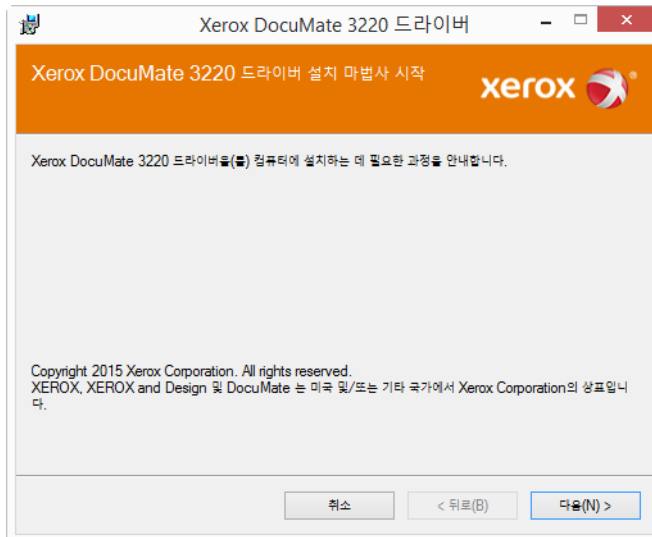 Xerox DocuMate 3220 드라이버
Xerox DocuMate 3220 드라이버 설치 마법사 시작
xerox
Xerox DocuMate 3220 드라이버을(를) 컴퓨터에 설치하는 데 필요한 과정을 안내합니다.
Copyright 2015 Xerox Corporation. All rights reserved.
XEROX, XEROX and Design 및 DocuMate 는 미국 및/또는 기타 국가에서 Xerox Corporation의 상표입니
다.
취소
< 뒤로(B)
다음(N) >